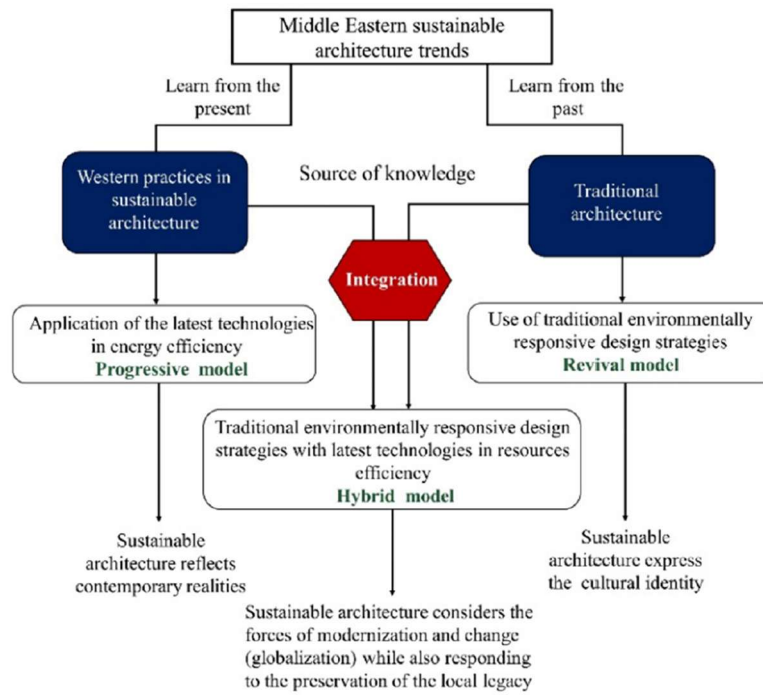 Middle Eastern sustainable
architecture trends
Learn from the
present
Learn from the
past
Western practices in
sustainable
architecture
Source of knowledge
Traditional
architecture
Integration
Application of the latest technologies
in energy efficiency
Progressive model
Use of traditional environmentally
responsive design strategies
Revival model
Traditional environmentally responsive design
strategies with latest technologies in resources
efficiency
Hybrid model
Sustainable
architecture reflects
contemporary realities
Sustainable
architecture express
the cultural identity
Sustainable architecture considers the
forces of modernization and change
(globalization) while also responding
to the preservation of the local legacy